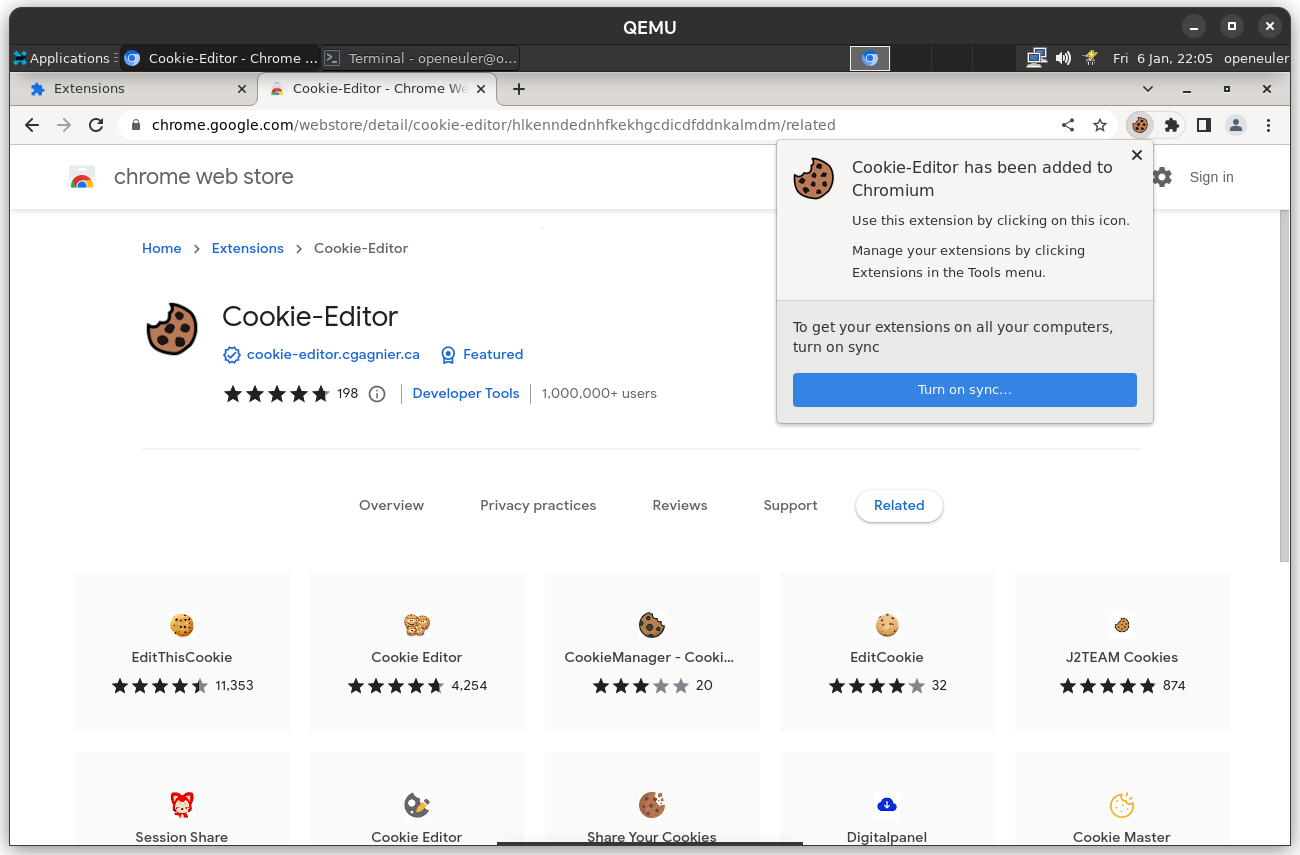 QEMU
Applications
Cookie-Editor - Chrome ...
Terminal - openeuler@o...
Fri 6 Jan, 22:05
openeuler
Extensions
Cookie-Editor - Chrome We
chrome.google.com/webstore/detail/cookie-editor/hlkenndednhfkekhgcdicdfddnkalmdm/related
chrome web store
Sign in
Cookie-Editor has been added to
Chromium
Use this extension by clicking on this icon.
Manage your extensions by clicking
Extensions in the Tools menu.
To get your extensions on all your computers,
turn on sync
Turn on sync...
Home > Extensions > Cookie-Editor
Cookie-Editor
cookie-editor.cgagnier.ca
Featured
198
Developer Tools
1,000,000+ users
Overview
Privacy practices
Reviews
Support
Related
EditThisCookie
11,353
Cookie Editor
4,254
CookieManager - Cooki...
20
EditCookie
32
J2TEAM Cookies
874
Session Share
Cookie Editor
Share Your Cookies
Digitalpanel
Cookie Master